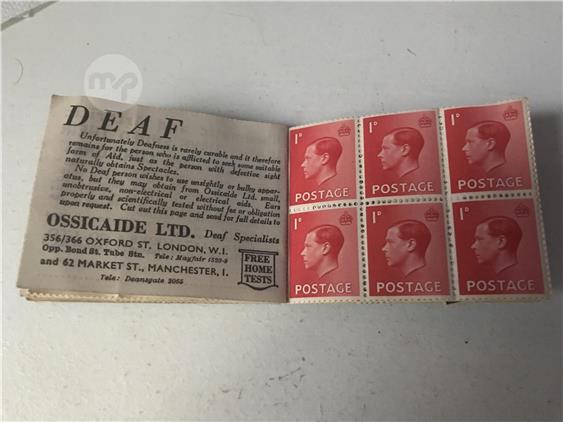 mp
DEAF
Unfortunately Deafness is rarely curable and it therefore
remains for the person who is afflicted to seek some suitable
form of Aid, just as the person with defective sight
naturally obtains Spectacles.
No Deaf person wishes to use unsightly or bulky appar-
atus, but they may obtain from Ossicaide Ltd. small,
unobtrusive, non-electrical or electrical aids. Ears
properly and scientifically tested without fee or obligation
upon request. Cut out this page and send for full details to
OSSICAIDE LTD. Deaf Specialists
356/366 OXFORD ST. LONDON, W.1.
Opp. Bond St. Tube Stn. Tele: Mayfair
and 62 MARKET ST., MANCHESTER, 1.
Tele: Deansgate 2065
FREE
HOME
TESTS
1D 1D 1D
POSTAGE POSTAGE POSTAGE
1D 1D 1D
POSTAGE POSTAGE POSTAGE